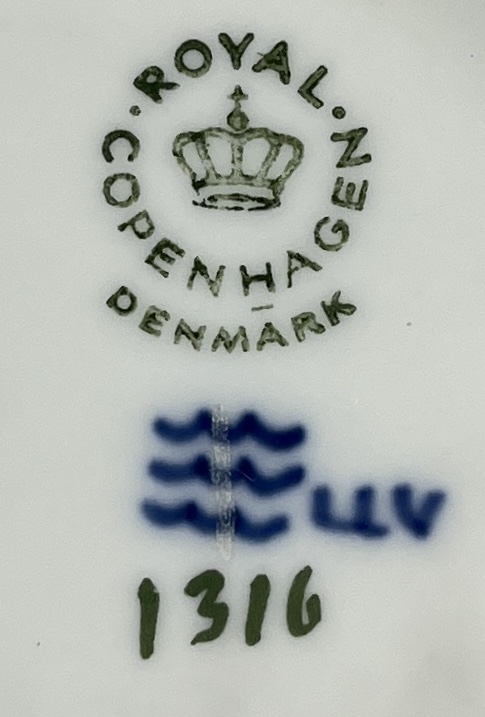 ROYAL
COPENHAGEN
DENMARK
LLV
1316